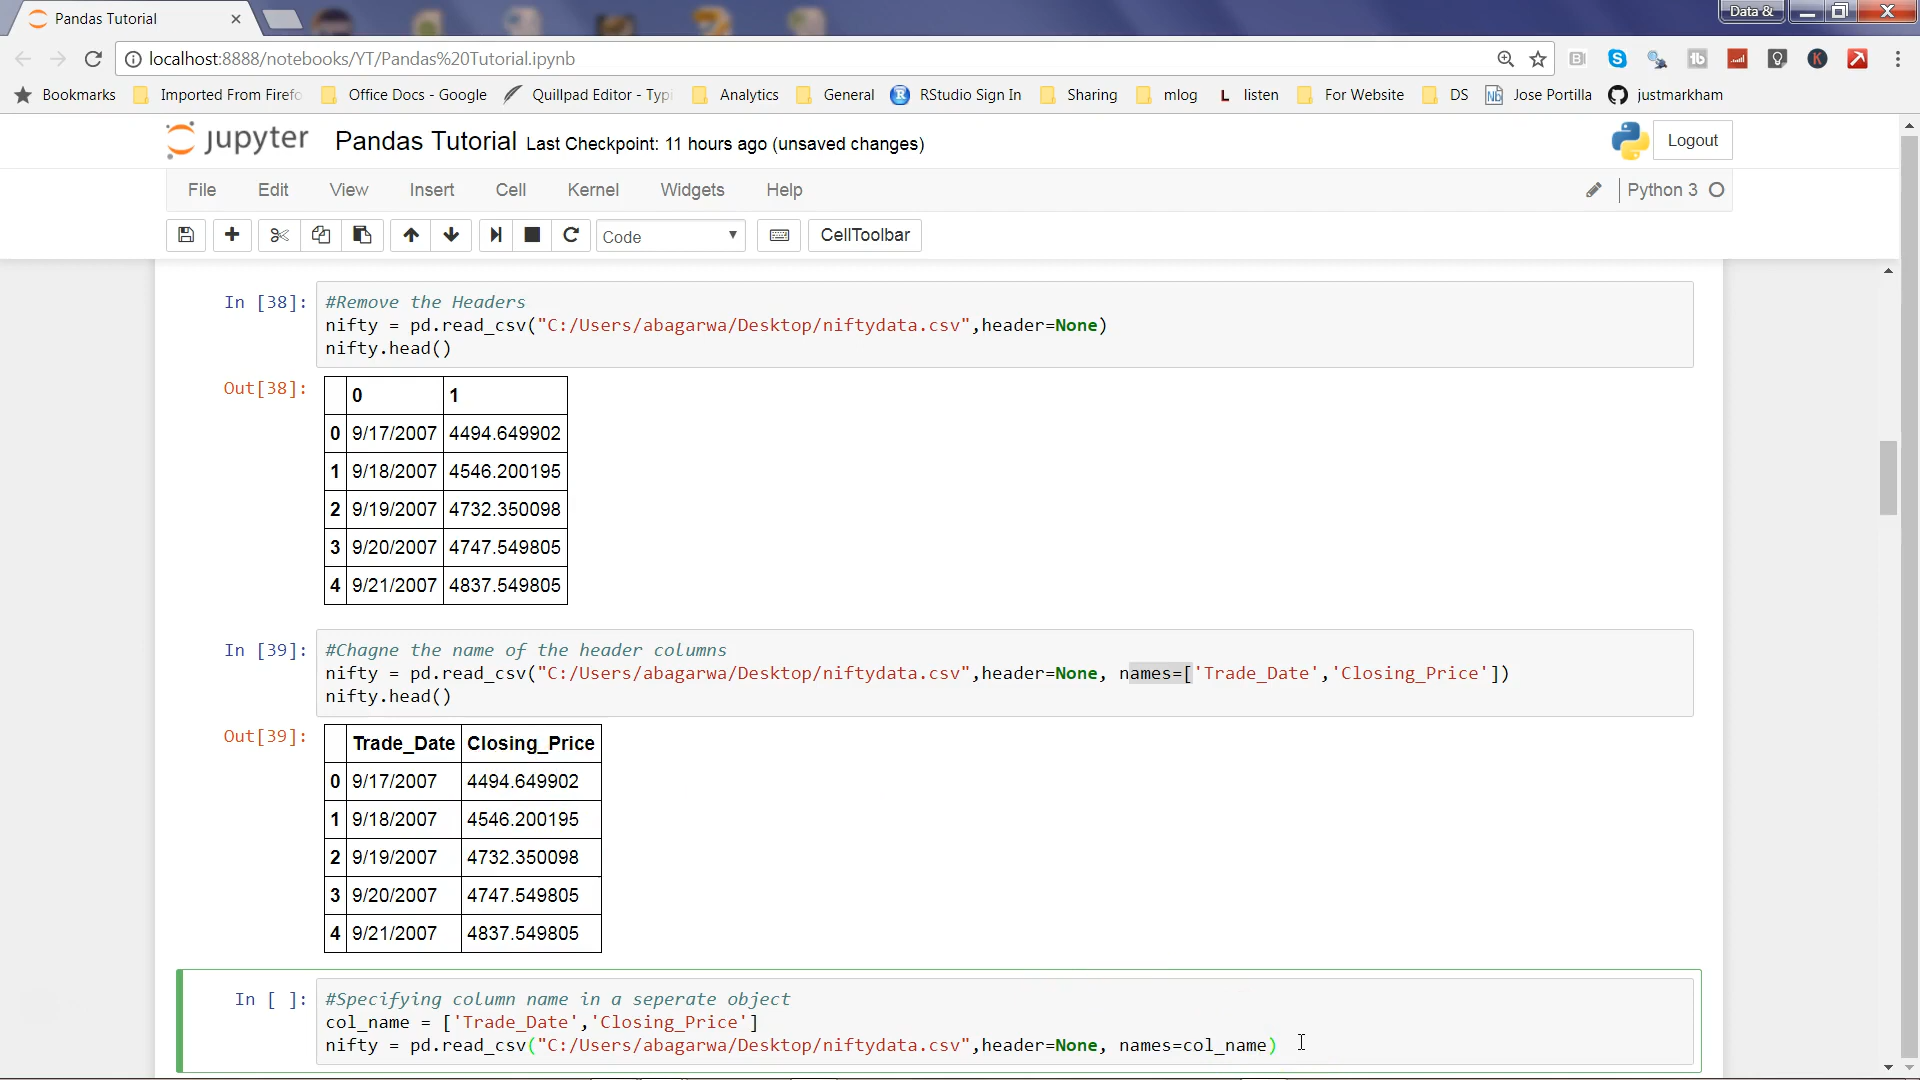 Pandas Tutorial
Data &
localhost:8888/notebooks/YT/Pandas%20Tutorial.ipynb
Bookmarks Imported From Firefo Office Docs - Google Quillpad Editor - Typi Analytics General RStudio Sign In Sharing mlog L listen For Website DS Nb Jose Portilla justmarkham
jupyter Pandas Tutorial Last Checkpoint: 11 hours ago (unsaved changes) Logout
File Edit View Insert Cell Kernel Widgets Help Python 3
Code CellToolbar
In [38]: #Remove the Headers
nifty = pd.read_csv("C:/Users/abagarwa/Desktop/niftydata.csv",header=None)
nifty.head()
Out[38]:
0 1
0 9/17/2007 4494.649902
1 9/18/2007 4546.200195
2 9/19/2007 4732.350098
3 9/20/2007 4747.549805
4 9/21/2007 4837.549805
In [39]: #Chagne the name of the header columns
nifty = pd.read_csv("C:/Users/abagarwa/Desktop/niftydata.csv",header=None, names=['Trade_Date','Closing_Price'])
nifty.head()
Out[39]:
Trade_Date Closing_Price
0 9/17/2007 4494.649902
1 9/18/2007 4546.200195
2 9/19/2007 4732.350098
3 9/20/2007 4747.549805
4 9/21/2007 4837.549805
In [ ]: #Specifying column name in a seperate object
col_name = ['Trade_Date','Closing_Price']
nifty = pd.read_csv("C:/Users/abagarwa/Desktop/niftydata.csv",header=None, names=col_name)